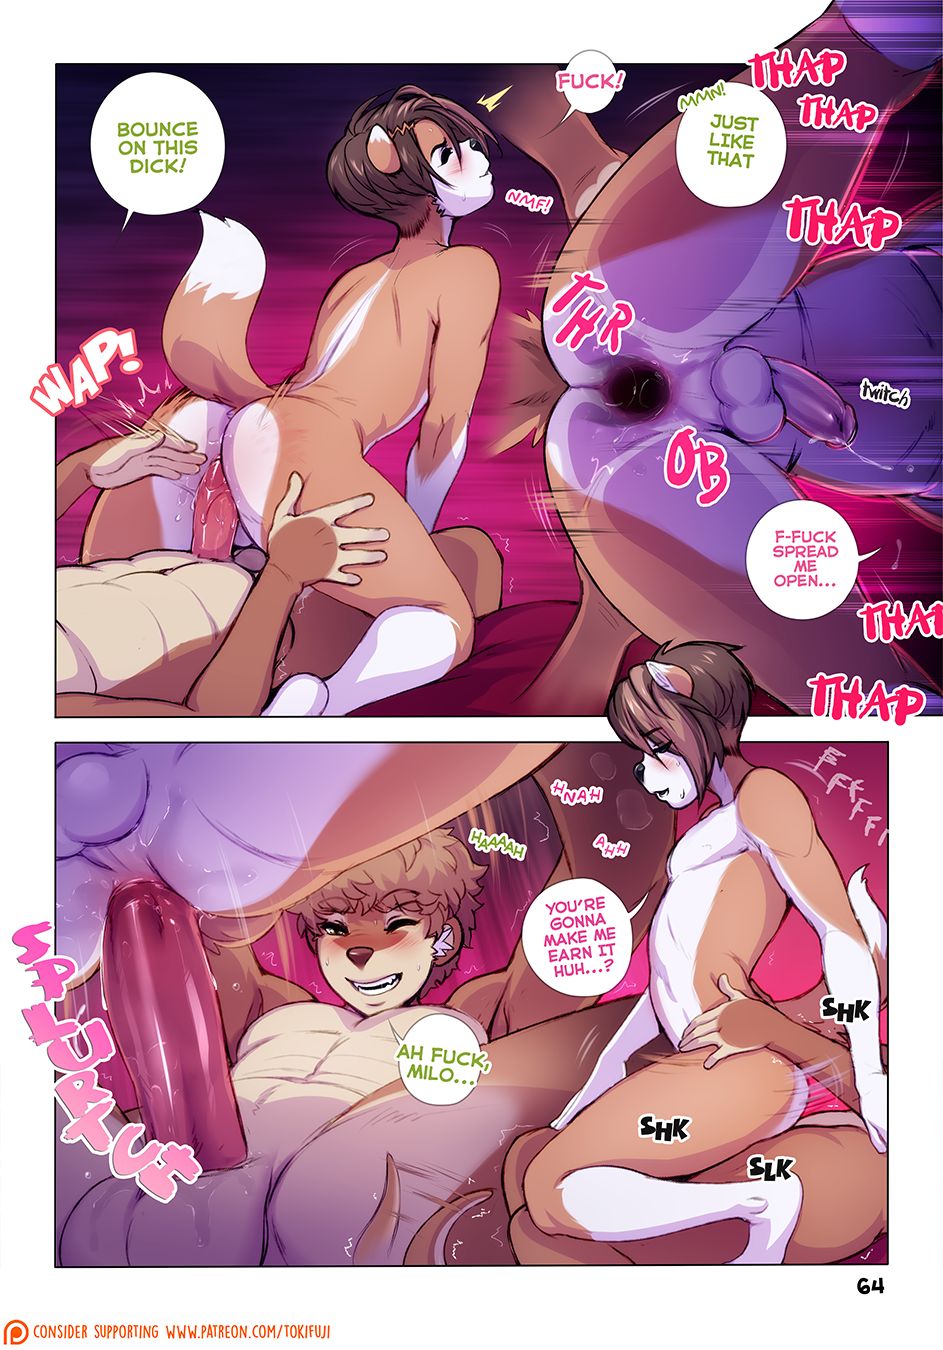 BOUNCE
ON THIS
DICK!
WAP!
FUCK!
NMF!
MMN!
JUST
LIKE
THAT
THAP
THAP
THAP
THR
OB
twitch
F-FUCK
SPREAD
ME
OPEN...
THAP
THAP
SPLURTUE
HAAAAH
HNAH
AHH
FFFFFF!
YOU'RE
GONNA
MAKE ME
EARN IT
HUH...?
AH FUCK,
MILO...
SHK
SHK
SLK
64
CONSIDER SUPPORTING WWW.PATREON.COM/TOKIFUJI